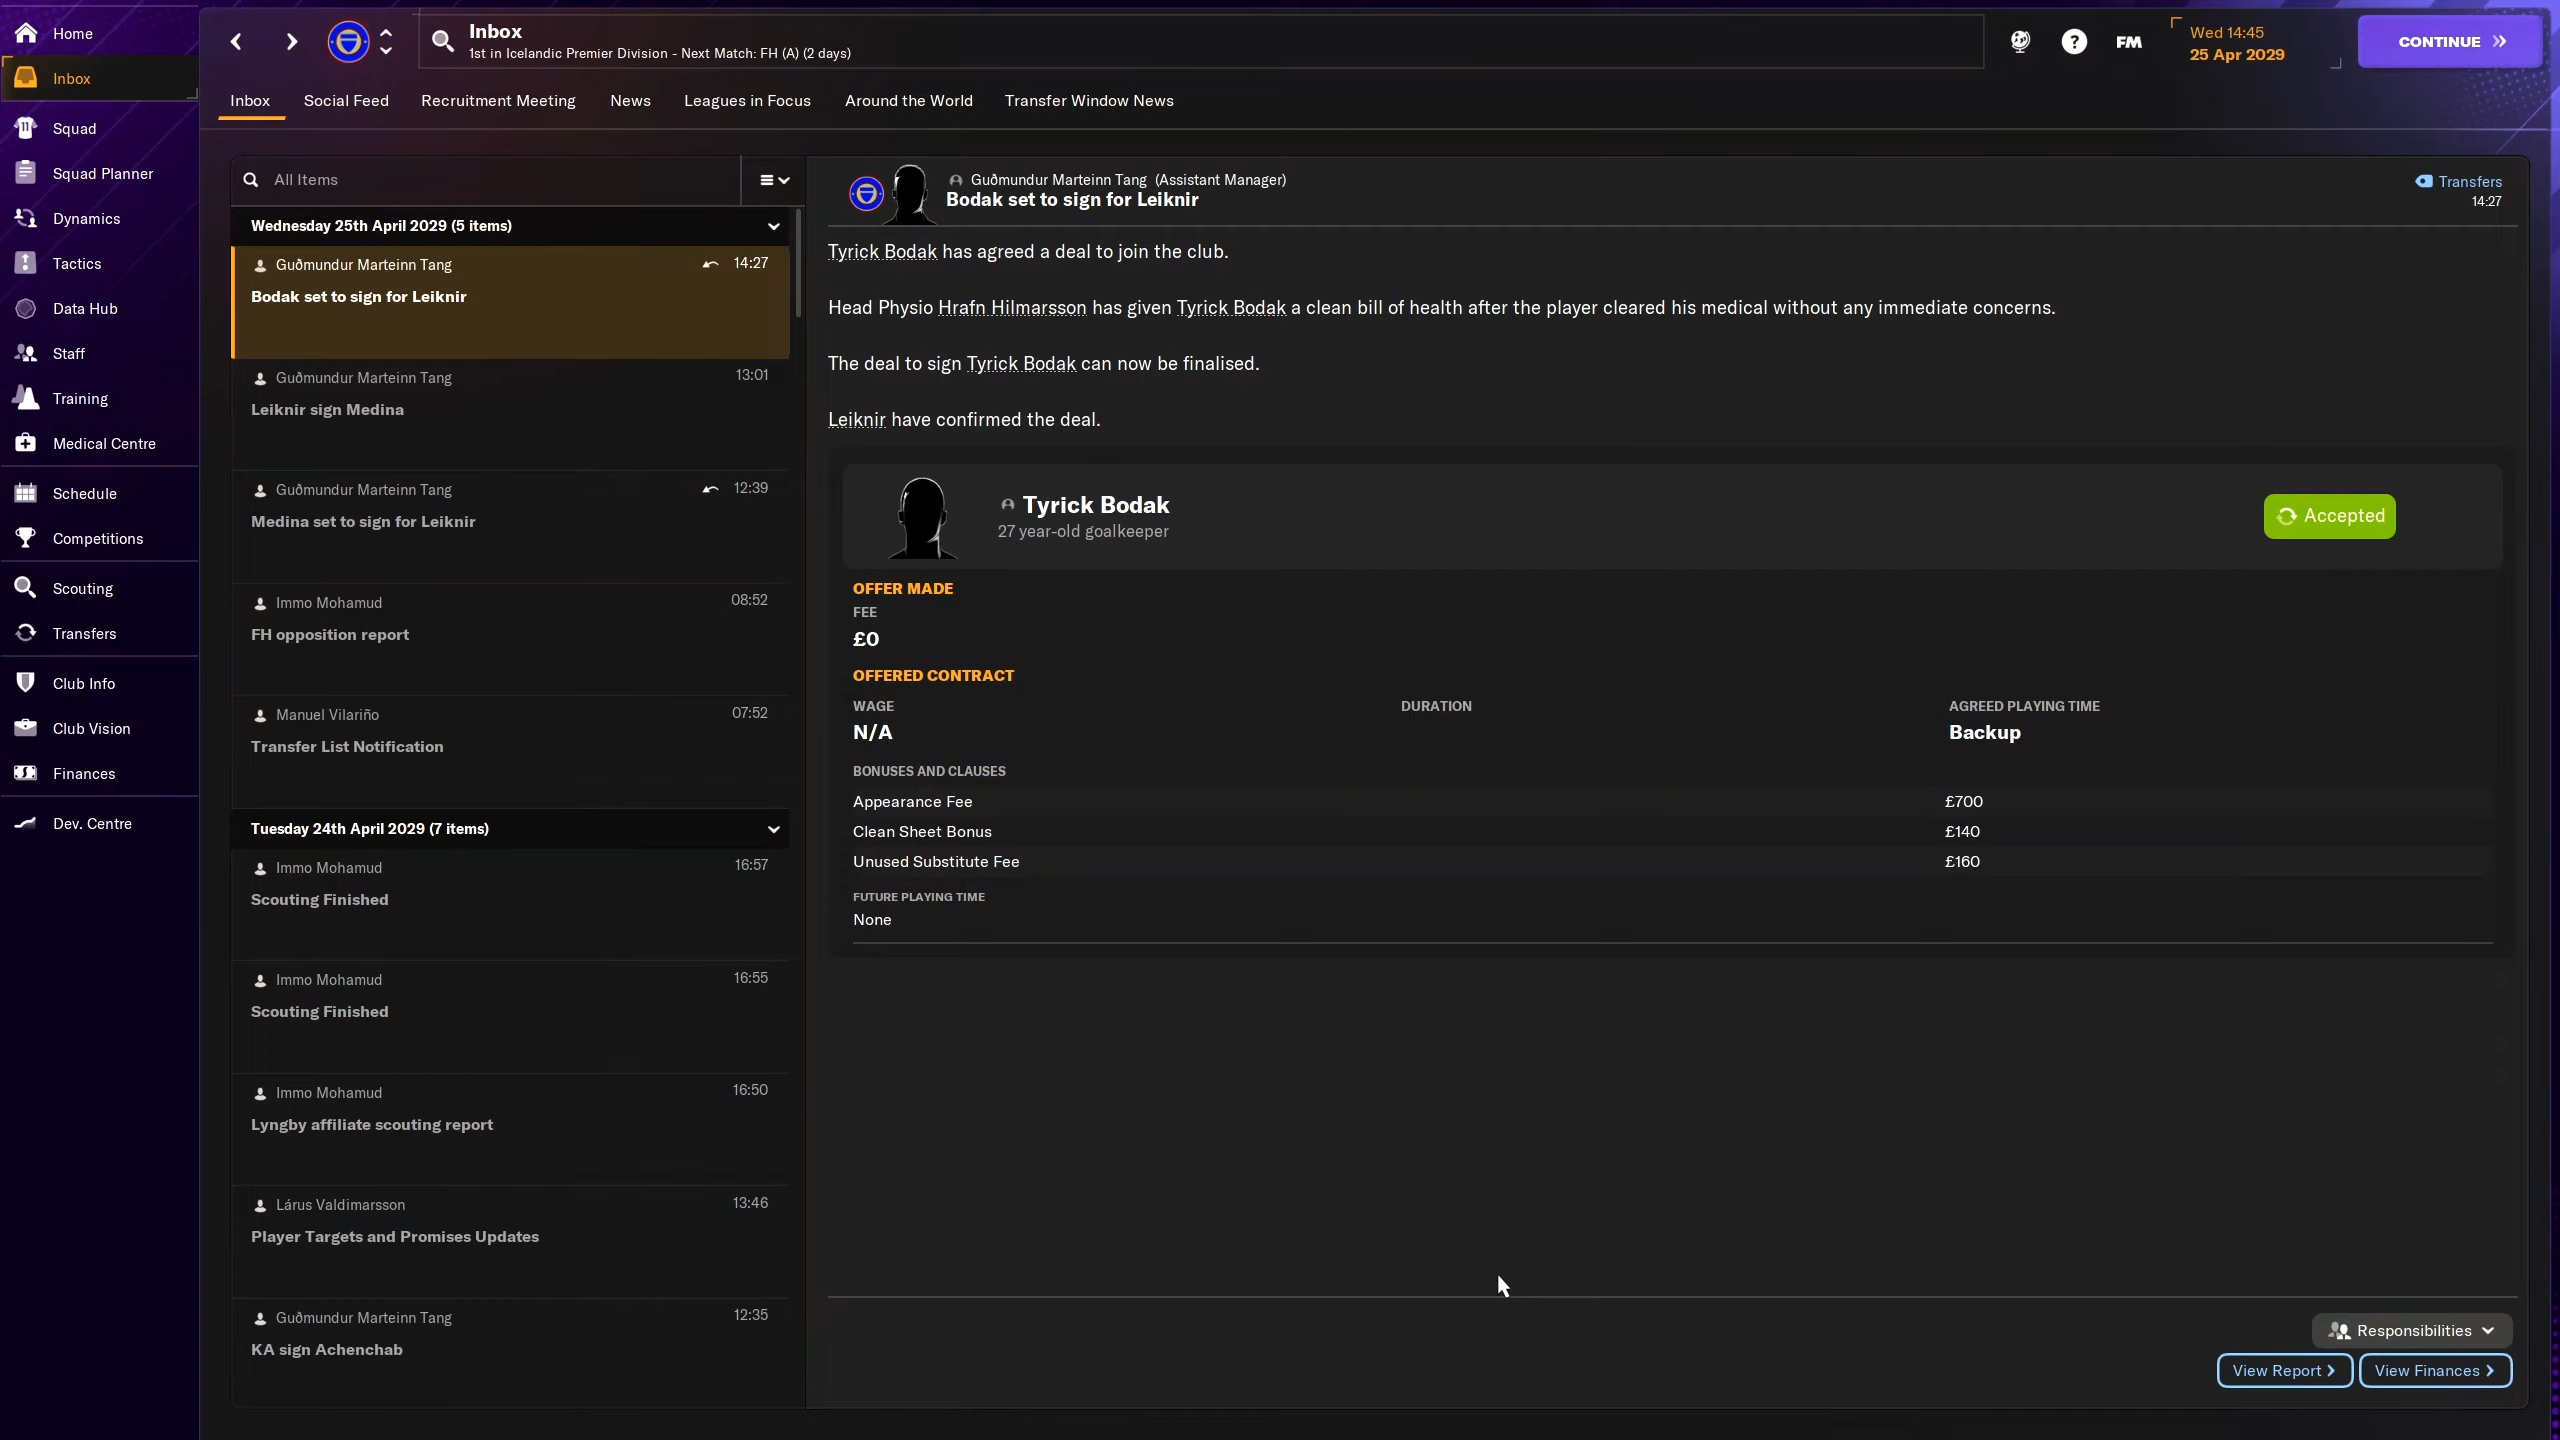 Home
Inbox
Squad
Squad Planner
Dynamics
Tactics
Data Hub
Staff
Training
Medical Centre
Schedule
Competitions
Scouting
Transfers
Club Info
Club Vision
Finances
Dev. Centre
Inbox
1st in Icelandic Premier Division - Next Match: FH (A) (2 days)
FM
Wed 14:45
25 Apr 2029
CONTINUE
Inbox
Social Feed
Recruitment Meeting
News
Leagues in Focus
Around the World
Transfer Window News
All Items
Wednesday 25th April 2029 (5 items)
Guðmundur Marteinn Tang 14:27
Bodak set to sign for Leiknir
Guðmundur Marteinn Tang 13:01
Leiknir sign Medina
Guðmundur Marteinn Tang 12:39
Medina set to sign for Leiknir
Immo Mohamud 08:52
FH opposition report
Manuel Vilariño 07:52
Transfer List Notification
Tuesday 24th April 2029 (7 items)
Immo Mohamud 16:57
Scouting Finished
Immo Mohamud 16:55
Scouting Finished
Immo Mohamud 16:50
Lyngby affiliate scouting report
Lárus Valdimarsson 13:46
Player Targets and Promises Updates
Guðmundur Marteinn Tang 12:35
KA sign Achenchab
Guðmundur Marteinn Tang (Assistant Manager)
Bodak set to sign for Leiknir
Transfers
14:27
Tyrick Bodak has agreed a deal to join the club.
Head Physio Hrafn Hilmarsson has given Tyrick Bodak a clean bill of health after the player cleared his medical without any immediate concerns.
The deal to sign Tyrick Bodak can now be finalised.
Leiknir have confirmed the deal.
Tyrick Bodak
27 year-old goalkeeper
Accepted
OFFER MADE
FEE
£0
OFFERED CONTRACT
WAGE DURATION AGREED PLAYING TIME
N/A Backup
BONUSES AND CLAUSES
Appearance Fee £700
Clean Sheet Bonus £140
Unused Substitute Fee £160
FUTURE PLAYING TIME
None
Responsibilities
View Report
View Finances